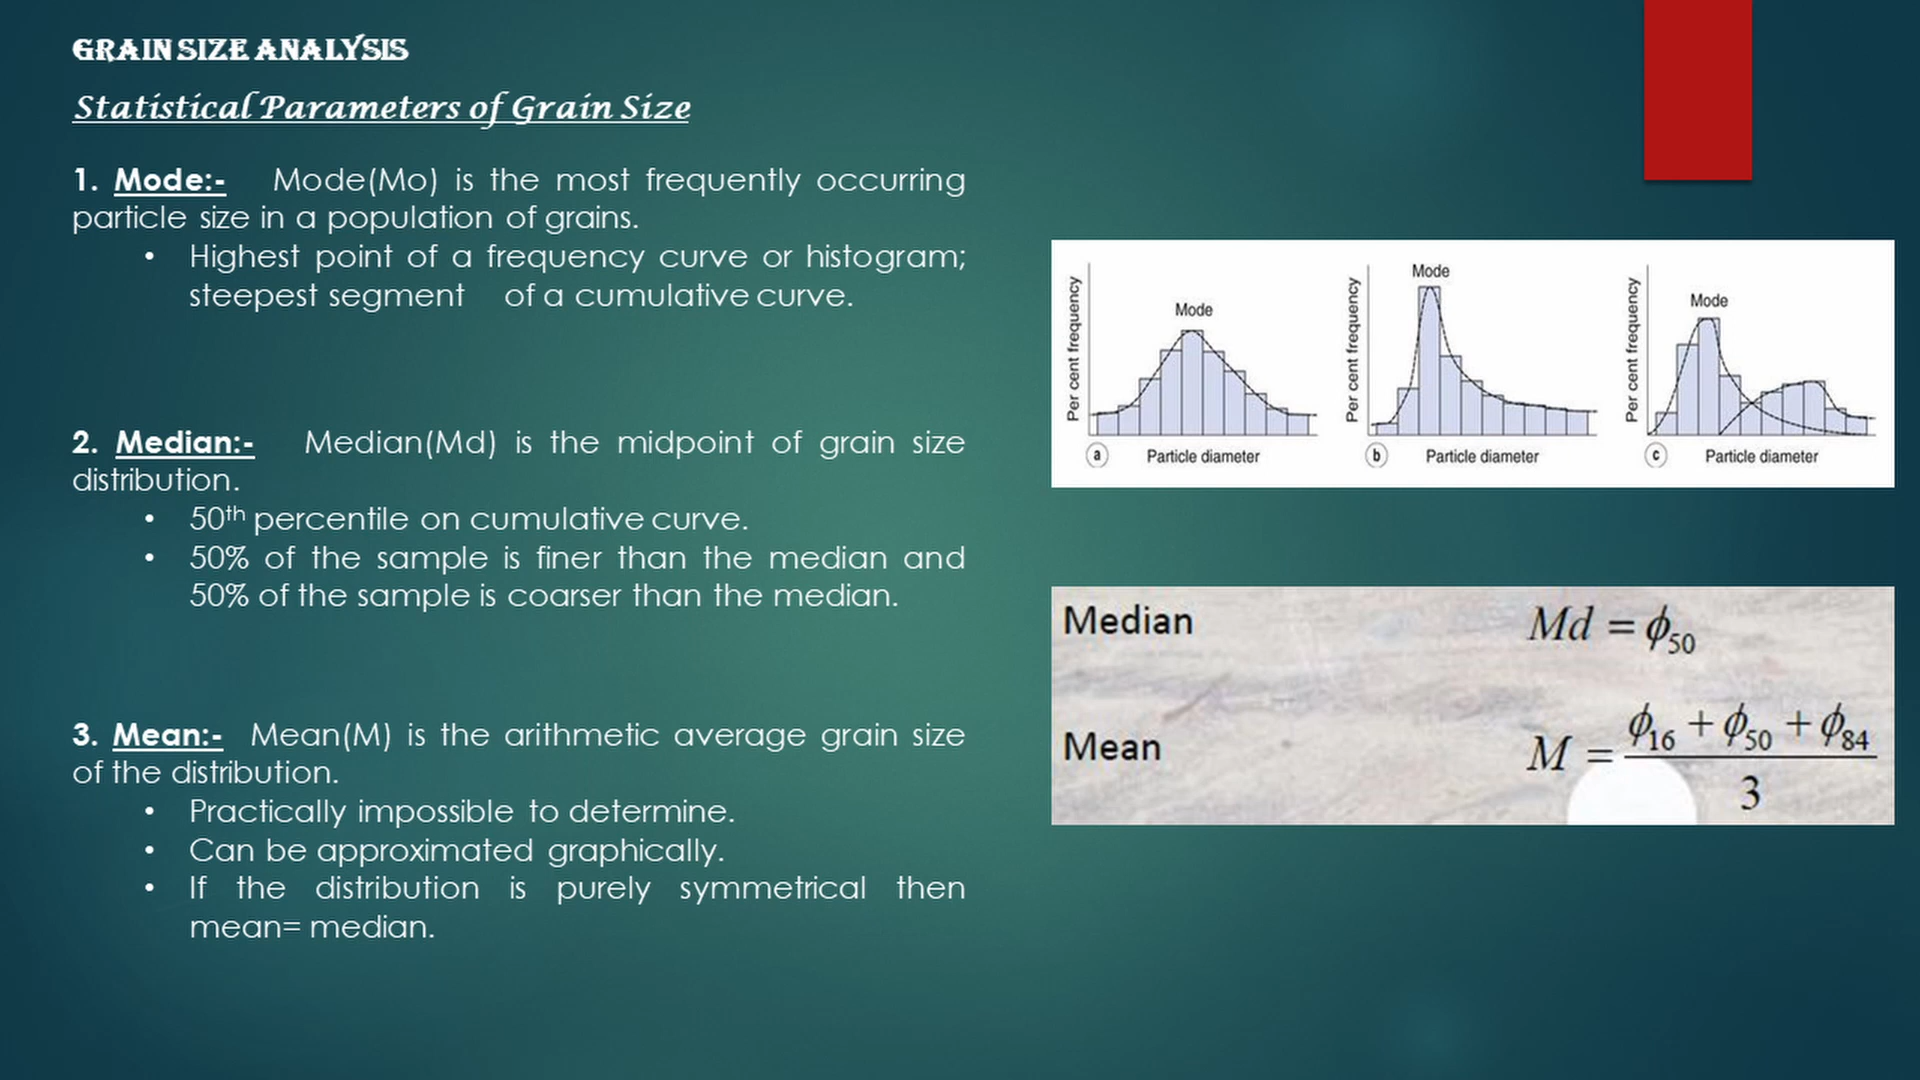 GRAIN SIZE ANALYSIS
Statistical Parameters of Grain Size
1. Mode:- Mode(Mo) is the most frequently occurring
particle size in a population of grains.
• Highest point of a frequency curve or histogram;
steepest segment of a cumulative curve.
2. Median:- Median(Md) is the midpoint of grain size
distribution.
• 50th percentile on cumulative curve.
• 50% of the sample is finer than the median and
50% of the sample is coarser than the median.
3. Mean:- Mean(M) is the arithmetic average grain size
of the distribution.
• Practically impossible to determine.
• Can be approximated graphically.
• If the distribution is purely symmetrical then
mean= median.
Per cent frequency
Mode
a
Particle diameter
Per cent frequency
Mode
b
Particle diameter
Per cent frequency
Mode
c
Particle diameter
Median Md = ϕ50
Mean M = (ϕ16 + ϕ50 + ϕ84) / 3